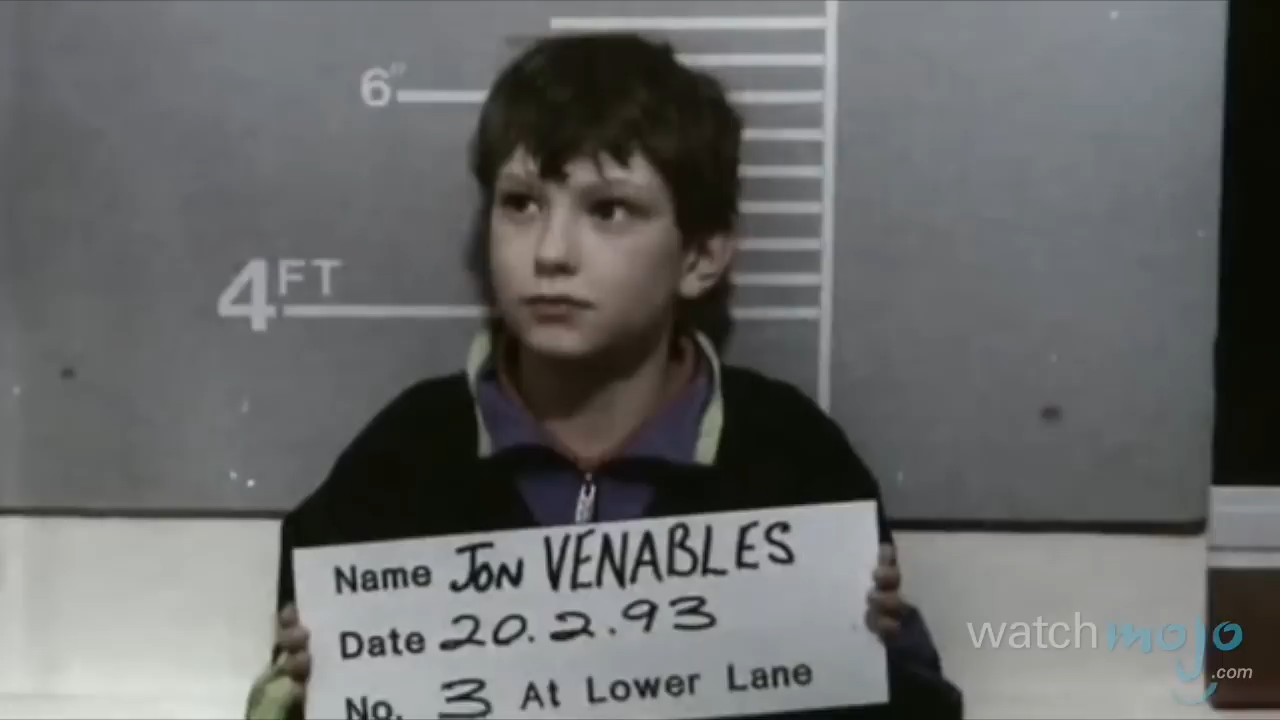 6"
4FT
Name Jon VENABLES
Date 20.2.93
No. 3 At Lower Lane
watchmojo
.com